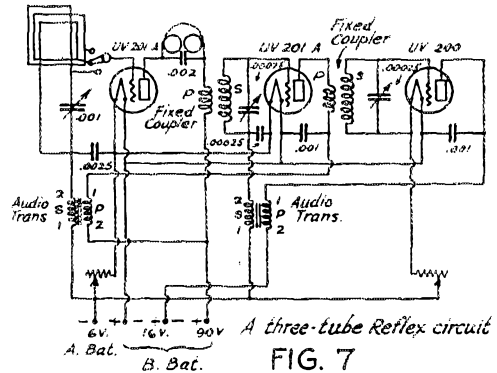 UV 201 A
.002
Fixed
Coupler
P
S
.00025
UV 201 A
Fixed
Coupler
P
S
.00025
UV 200
.001
.00025
.001
.001
.0025
Audio
Trans
2
S
1
1
P
2
2
S
1
1
P
2
Audio
Trans.
- + - + + +
6V. 16V. 90V
A. Bat. B. Bat.
A three-tube Reflex circuit
FIG. 7